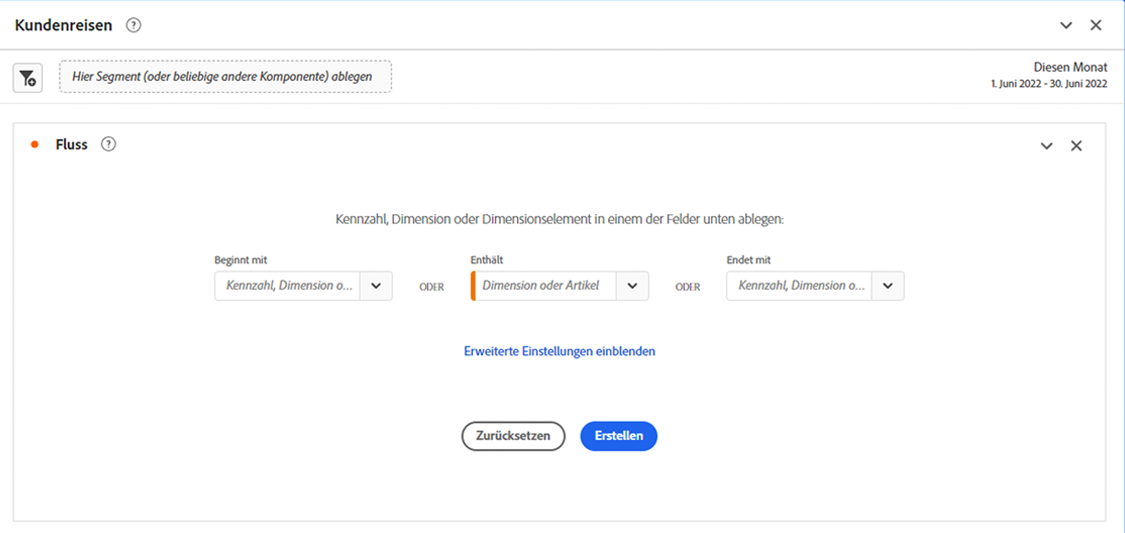 Kundenreisen ?
Hier Segment (oder beliebige andere Komponente) ablegen
Diesen Monat
1. Juni 2022 - 30. Juni 2022
Fluss ?
Kennzahl, Dimension oder Dimensionselement in einem der Felder unten ablegen:
Beginnt mit
Enthält
Endet mit
Kennzahl, Dimension o... ODER Dimension oder Artikel ODER Kennzahl, Dimension o...
Erweiterte Einstellungen einblenden
Zurücksetzen Erstellen